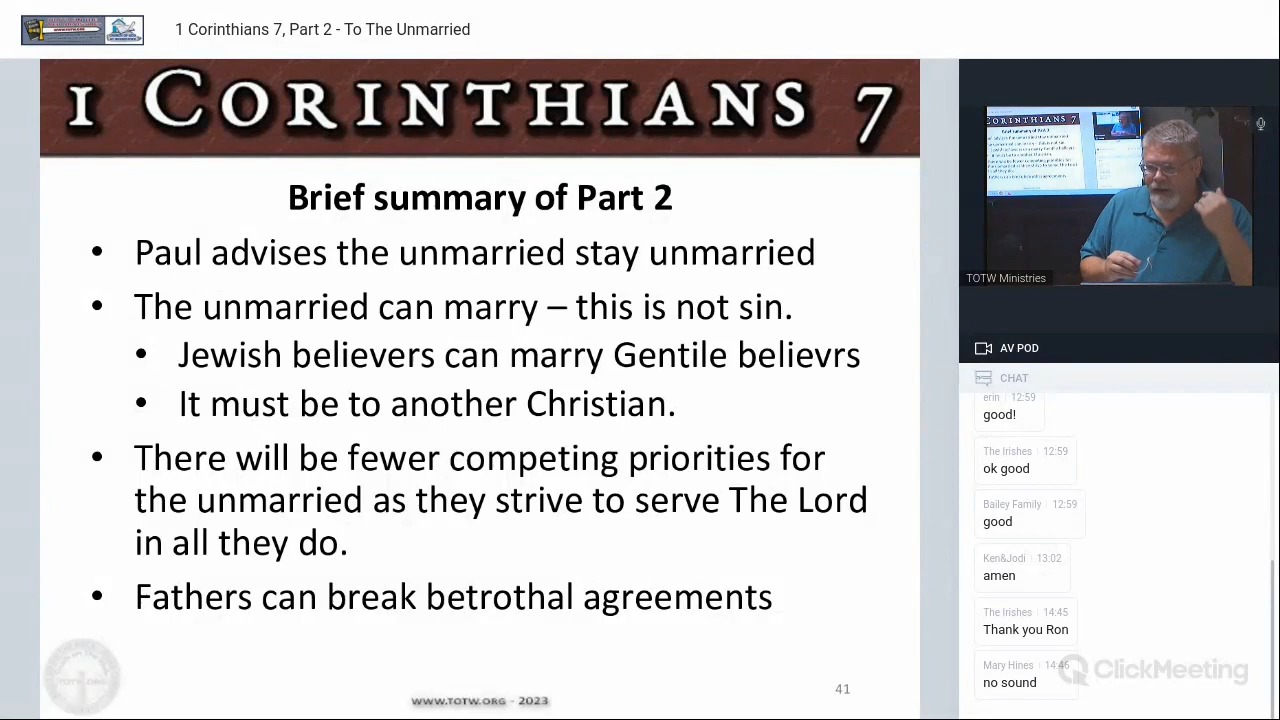 1 Corinthians 7, Part 2 - To The Unmarried
1 CORINTHIANS 7
Brief summary of Part 2
• Paul advises the unmarried stay unmarried
• The unmarried can marry – this is not sin.
• Jewish believers can marry Gentile believrs
• It must be to another Christian.
• There will be fewer competing priorities for
the unmarried as they strive to serve The Lord
in all they do.
• Fathers can break betrothal agreements
WWW.TOTW.ORG - 2023
41
TOTW Ministries
AV POD
CHAT
erin 12:59
good!
The Irishes 12:59
ok good
Bailey Family 12:59
good
Ken&Jodi 13:02
amen
The Irishes 14:45
Thank you Ron
Mary Hines 14:46
no sound
ClickMeeting